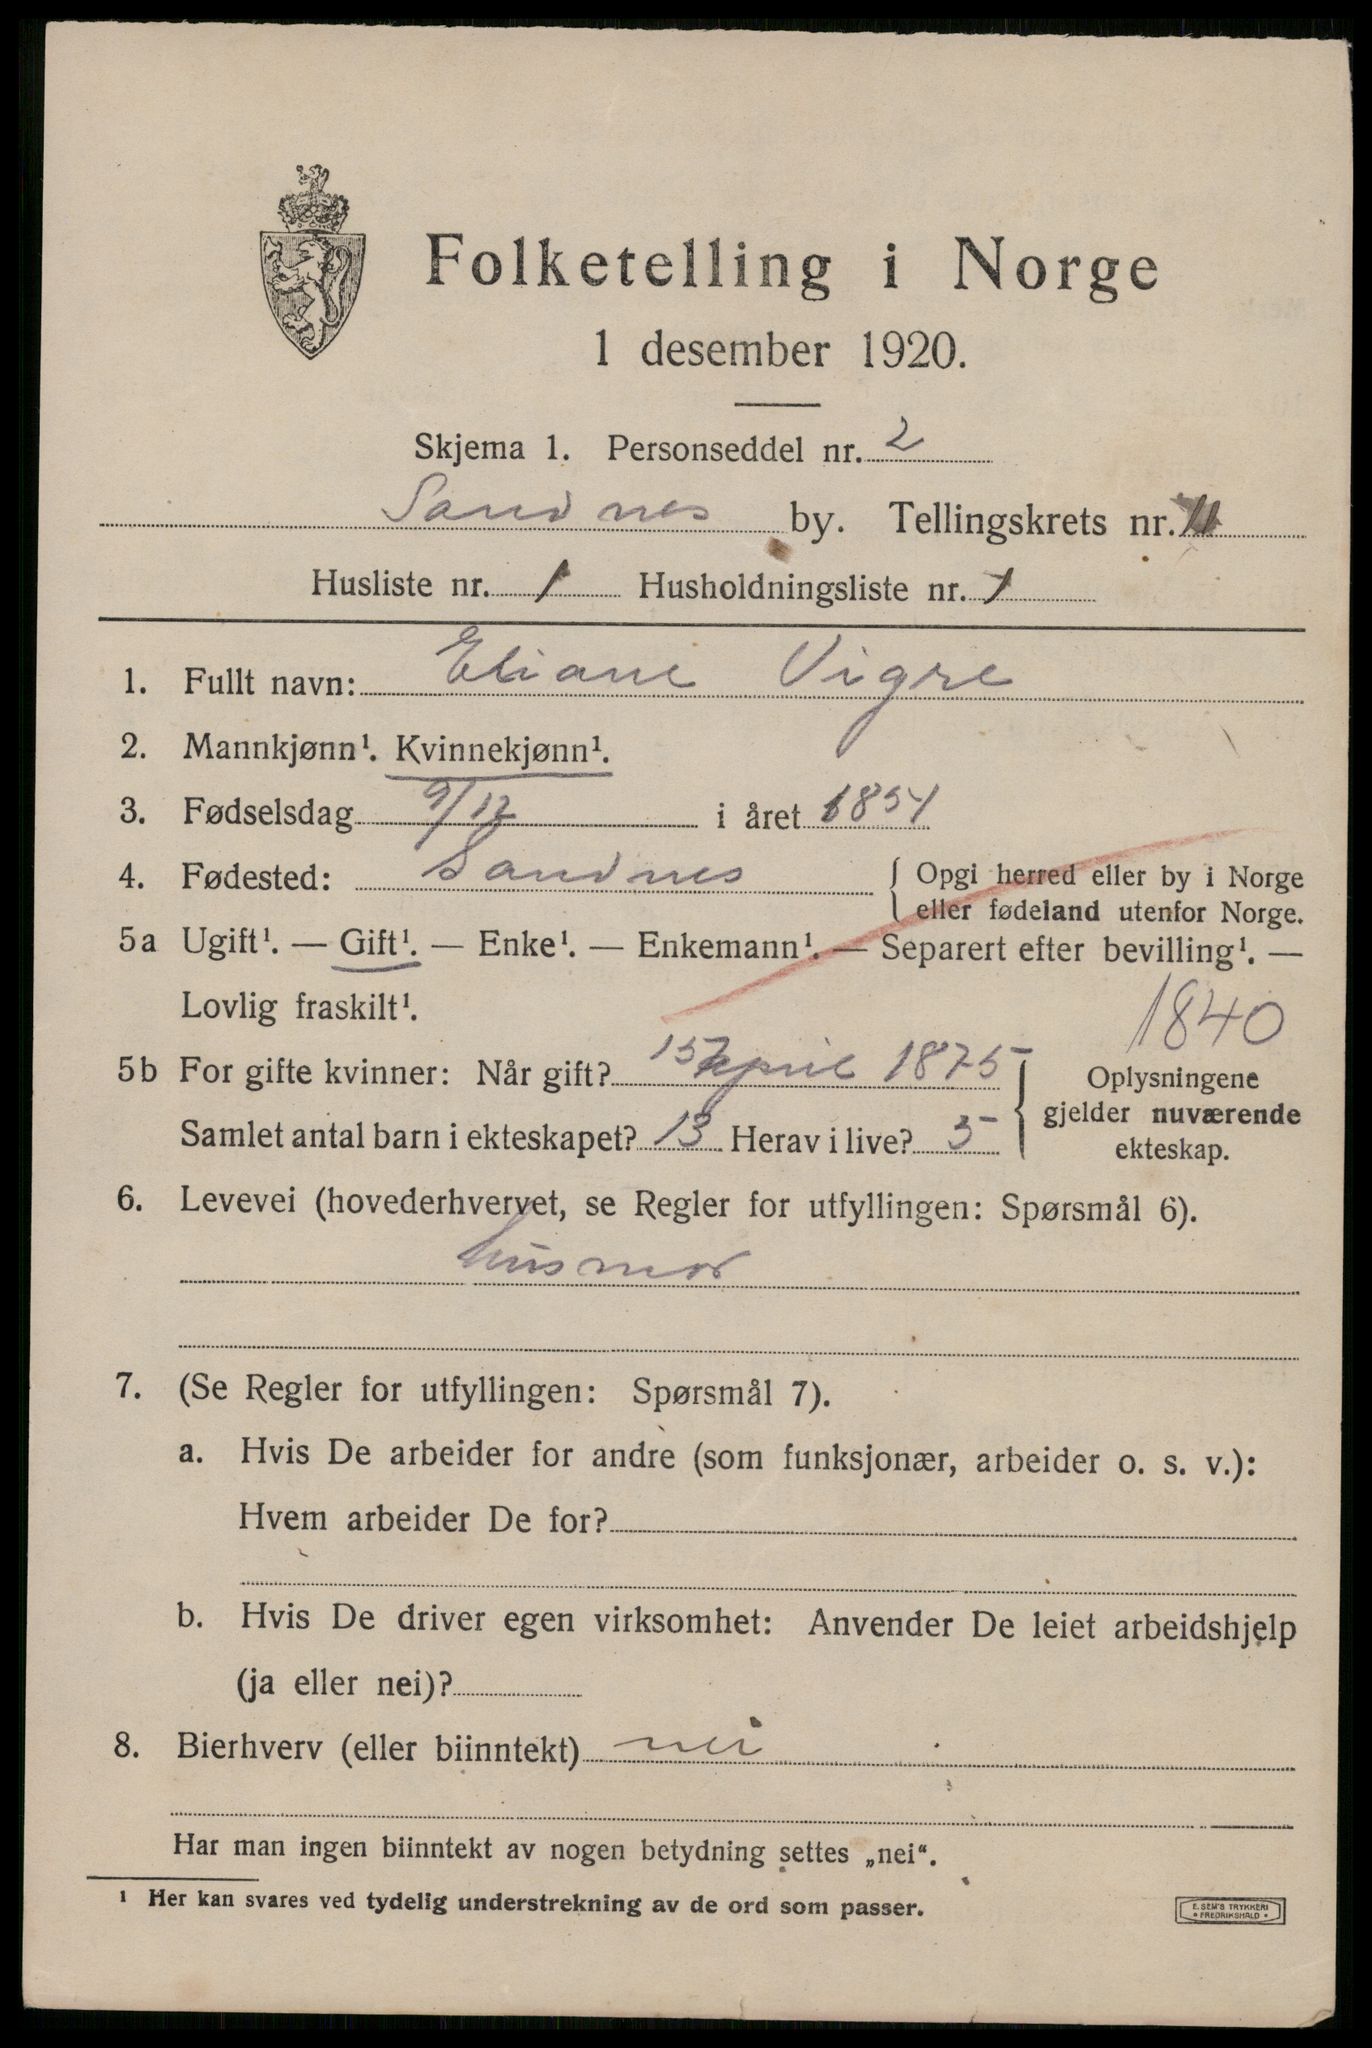 Folketelling i Norge
1 desember 1920.
Skjema 1. Personseddel nr. 2
Sandnes by. Tellingskrets nr.
Husliste nr. 1 Husholdningsliste nr. 1
1. Fullt navn: Eliane Vigre
2. Mannkjønn¹. Kvinnekjønn¹.
3. Fødselsdag 9/12 i året 1854
4. Fødested: Sandnes { Opgi herred eller by i Norge
eller fødeland utenfor Norge.
5a Ugift¹. — Gift¹. — Enke¹. — Enkemann¹. — Separert efter bevilling¹. —
Lovlig fraskilt¹.
1840
5b For gifte kvinner: Når gift? 15 april 1875
Samlet antal barn i ekteskapet? 13 Herav i live? 5
} Oplysningene
gjelder nuværende
ekteskap.
6. Levevei (hovederhvervet, se Regler for utfyllingen: Spørsmål 6).
husmor
7. (Se Regler for utfyllingen: Spørsmål 7).
a. Hvis De arbeider for andre (som funksjonær, arbeider o. s. v.):
Hvem arbeider De for?
b. Hvis De driver egen virksomhet: Anvender De leiet arbeidshjelp
(ja eller nei)?
8. Bierhverv (eller biinntekt) nei
Har man ingen biinntekt av nogen betydning settes „nei“.
¹ Her kan svares ved tydelig understrekning av de ord som passer.
E. SEM'S TRYKKERI
• FREDRIKSHALD •